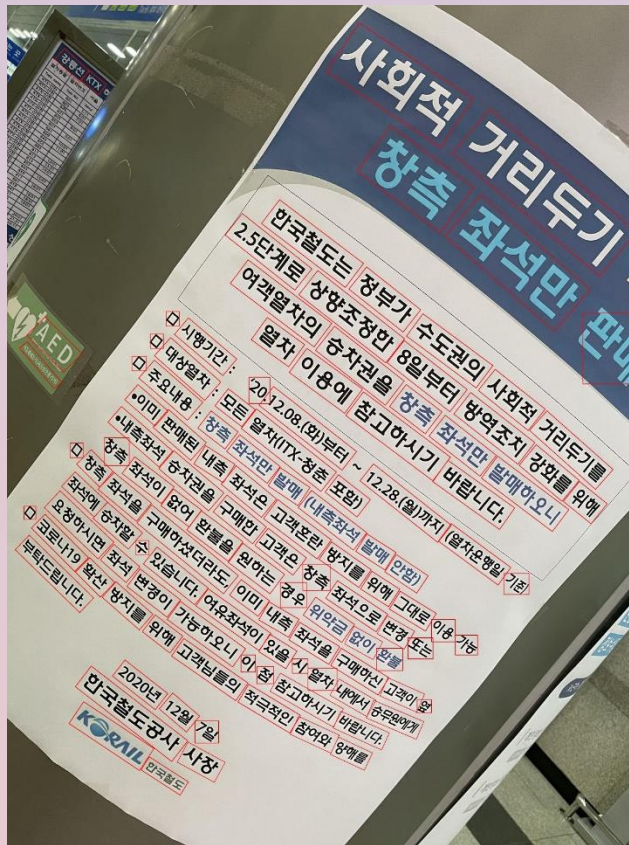 강릉선 KTX
AED
사회적 거리두기
창측 좌석만 판매
한국철도는 정부가 수도권의 사회적 거리두기를
2.5단계로 상향조정한 8일부터 방역조치 강화를 위해
여객열차의 승차권을 창측 좌석만 발매하오니
열차 이용에 참고하시기 바랍니다.
◇ 시행기간 : 20.12.08.(화)부터 ~ 12.28.(월)까지 (열차운행일 기준
◇ 대상열차 : 모든 열차(ITX-청춘 포함)
◇ 주요내용 : 창측 좌석만 발매 (내측좌석 발매 안함)
•이미 판매된 내측 좌석은 고객혼란 방지를 위해 그대로 이용 가능
•내측좌석 승차권을 구매한 고객은 창측 좌석으로 변경 또는
창측 좌석이 없어 환불을 원하는 경우 위약금 없이 환불
◇ 창측 좌석을 구매하셨더라도 이미 내측 좌석을 구매하신 고객이 옆
좌석에 승차할 수 있습니다. 여유좌석이 있을 시 열차 내에서 승무원에게
요청하시면 좌석 변경이 가능하오니 이 점 참고하시기 바랍니다.
◇ 코로나19 확산 방지를 위해 고객님들의 적극적인 참여와 양해를
부탁드립니다.
2020년 12월 7일
한국철도공사 사장
KORAIL 한국철도